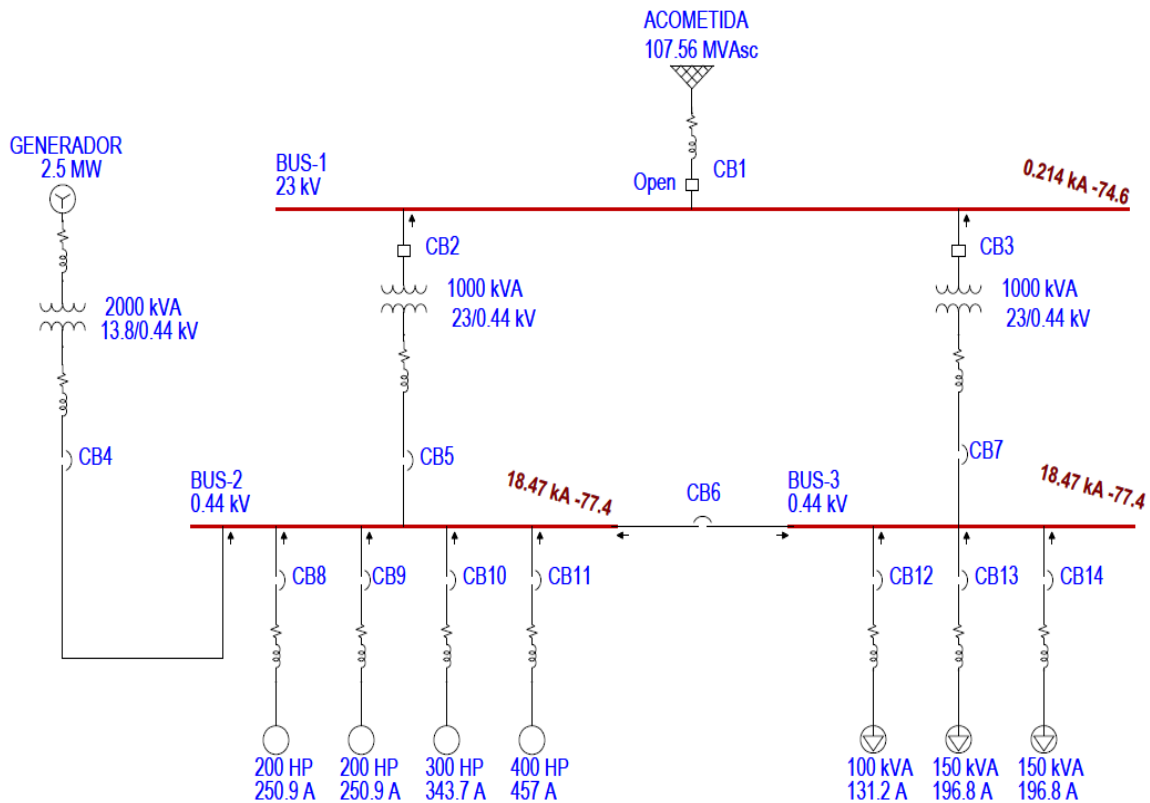 ACOMETIDA
107.56 MVAsc
GENERADOR
2.5 MW
BUS-1
23 kV
Open
CB1
0.214 kA -74.6
CB2
CB3
2000 kVA
13.8/0.44 kV
1000 kVA
23/0.44 kV
1000 kVA
23/0.44 kV
CB4
CB5
CB7
BUS-2
0.44 kV
18.47 kA -77.4
CB6
BUS-3
0.44 kV
18.47 kA -77.4
CB8
CB9
CB10
CB11
CB12
CB13
CB14
200 HP
250.9 A
200 HP
250.9 A
300 HP
343.7 A
400 HP
457 A
100 kVA
131.2 A
150 kVA
196.8 A
150 kVA
196.8 A